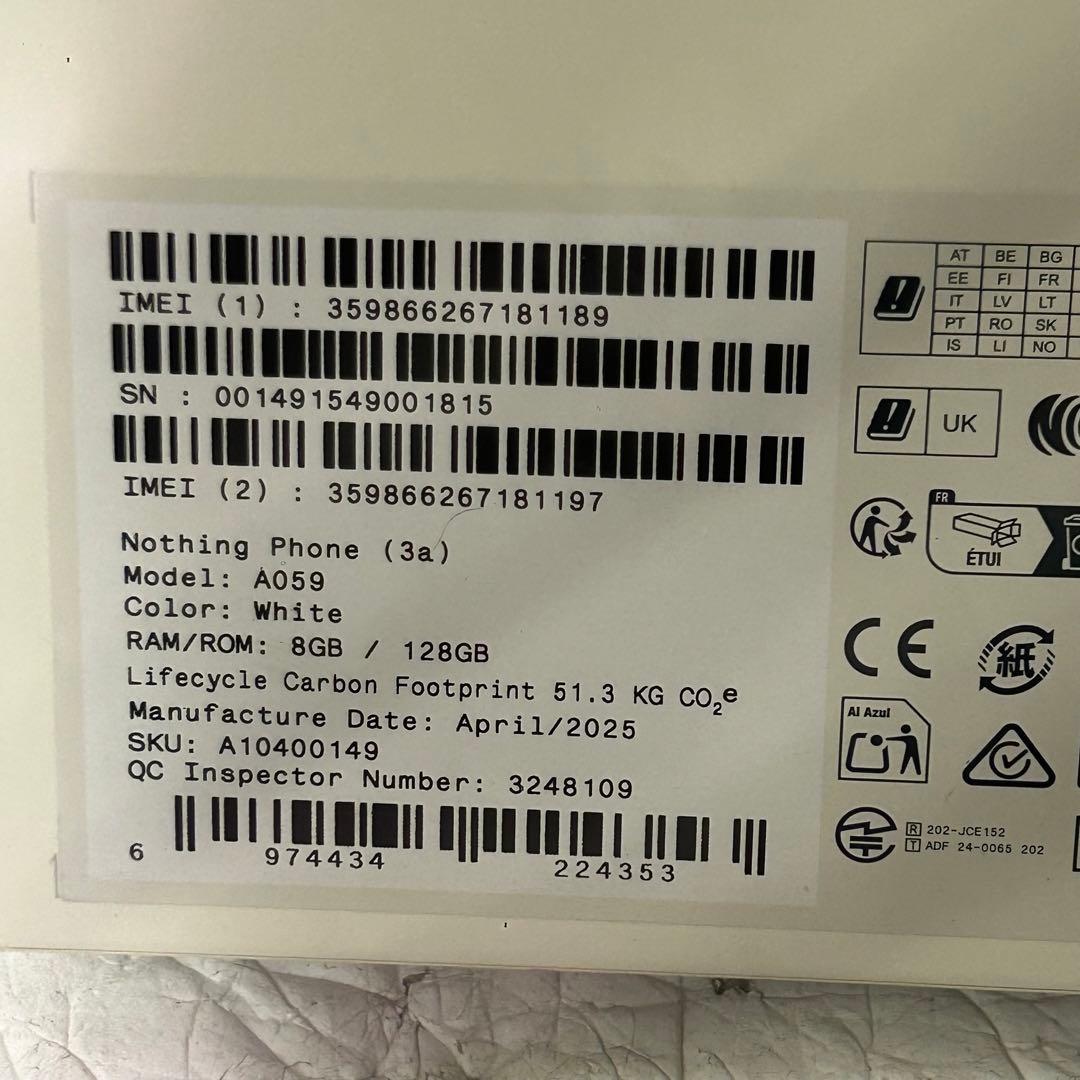 IMEI (1) : 359866267181189
SN : 001491549001815
IMEI (2) : 359866267181197
Nothing Phone (3a)
Model: A059
Color: White
RAM/ROM: 8GB / 128GB
Lifecycle Carbon Footprint 51.3 KG CO₂e
Manufacture Date: April/2025
SKU: A10400149
QC Inspector Number: 3248109
6 974434 224353
AT BE BG
EE FI FR
IT LV LT
PT RO SK
IS LI NO
UK
FR
ÉTUI
CE
紙
Al Azul
R 202-JCE152
T ADF 24-0065 202